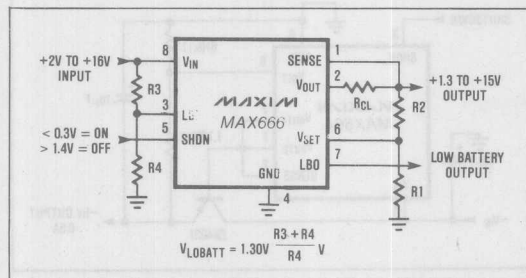 +2V TO +16V
INPUT
8
VIN
SENSE
1
VOUT
2
RCL
+1.3 TO +15V
OUTPUT
R3
R2
MAXIM
MAX666
3
< 0.3V = ON
> 1.4V = OFF
5
SHDN
VSET
6
LBO
7
LOW BATTERY
OUTPUT
R4
GND
4
R1
VLOBATT = 1.30V R3 + R4
R4
V